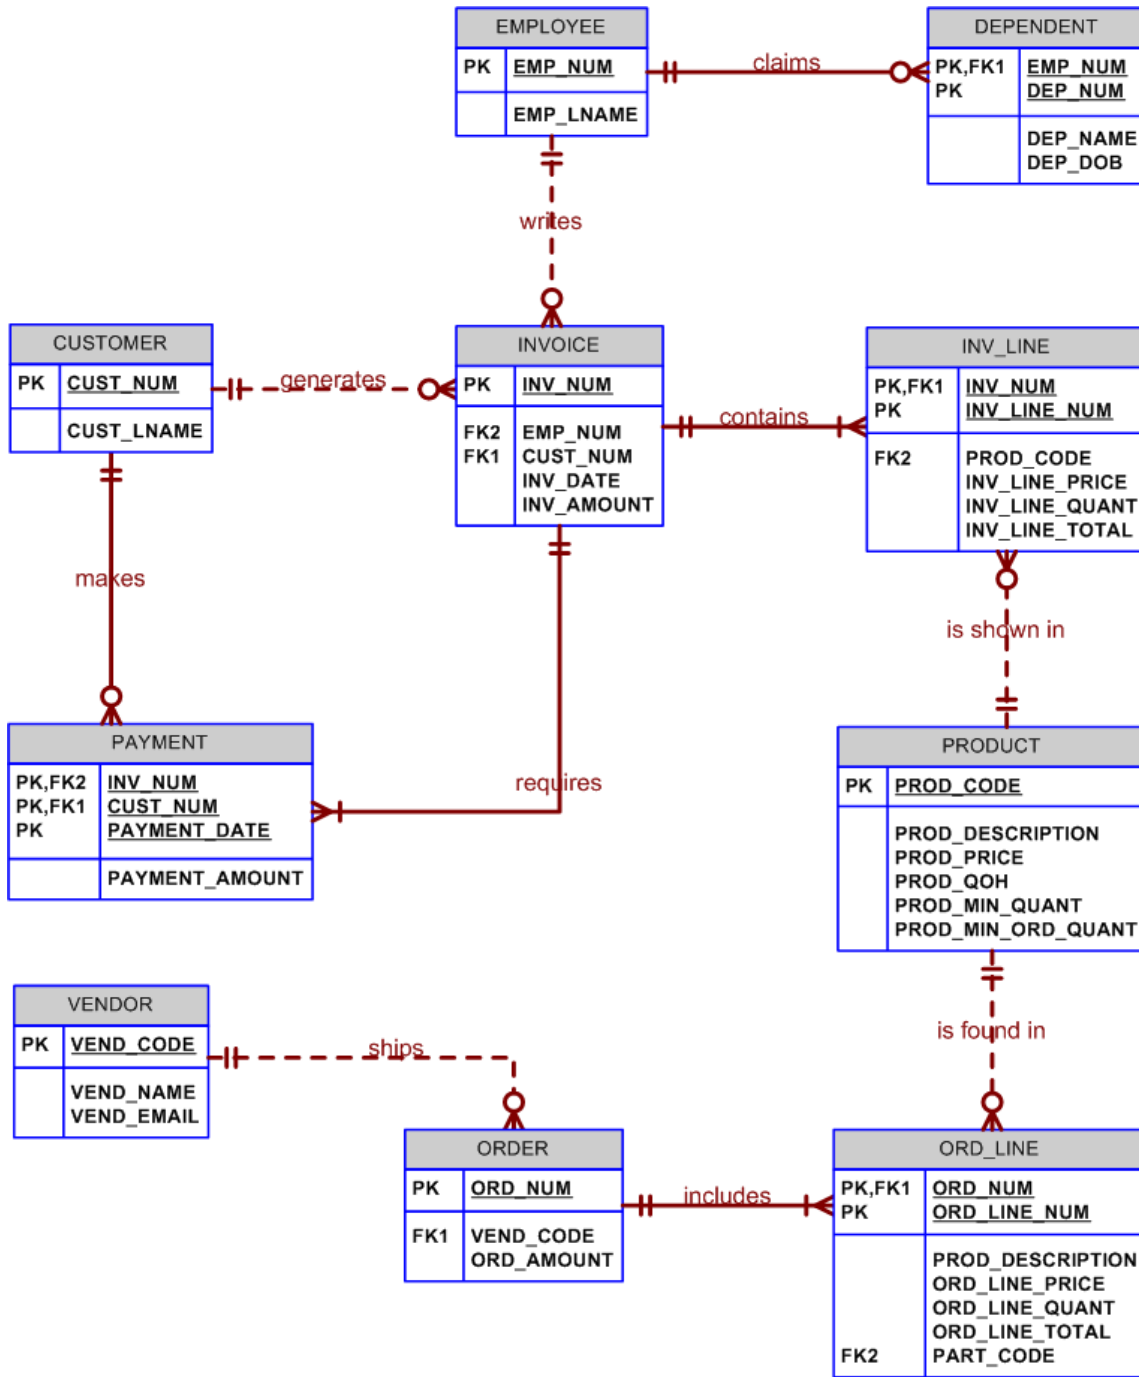 EMPLOYEE
PK EMP_NUM
EMP_LNAME
claims
DEPENDENT
PK,FK1 EMP_NUM
PK DEP_NUM
DEP_NAME
DEP_DOB
writes
CUSTOMER
PK CUST_NUM
CUST_LNAME
generates
INVOICE
PK INV_NUM
FK2 EMP_NUM
FK1 CUST_NUM
INV_DATE
INV_AMOUNT
contains
INV_LINE
PK,FK1 INV_NUM
PK INV_LINE_NUM
FK2 PROD_CODE
INV_LINE_PRICE
INV_LINE_QUANT
INV_LINE_TOTAL
makes
is shown in
PAYMENT
PK,FK2 INV_NUM
PK,FK1 CUST_NUM
PK PAYMENT_DATE
PAYMENT_AMOUNT
requires
PRODUCT
PK PROD_CODE
PROD_DESCRIPTION
PROD_PRICE
PROD_QOH
PROD_MIN_QUANT
PROD_MIN_ORD_QUANT
VENDOR
PK VEND_CODE
VEND_NAME
VEND_EMAIL
ships
is found in
ORDER
PK ORD_NUM
FK1 VEND_CODE
ORD_AMOUNT
includes
ORD_LINE
PK,FK1 ORD_NUM
PK ORD_LINE_NUM
PROD_DESCRIPTION
ORD_LINE_PRICE
ORD_LINE_QUANT
ORD_LINE_TOTAL
FK2 PART_CODE